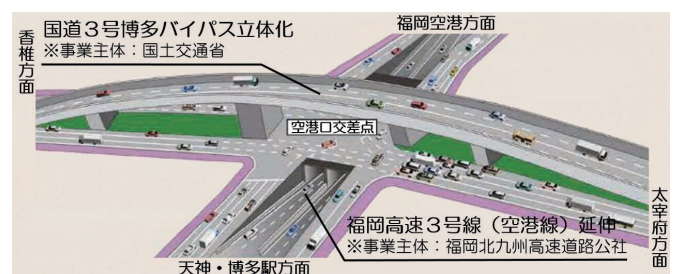 国道３号博多バイパス立体化
※事業主体：国土交通省
福岡空港方面
香椎方面
空港口交差点
太宰府方面
福岡高速３号線（空港線）延伸
※事業主体：福岡北九州高速道路公社
天神・博多駅方面